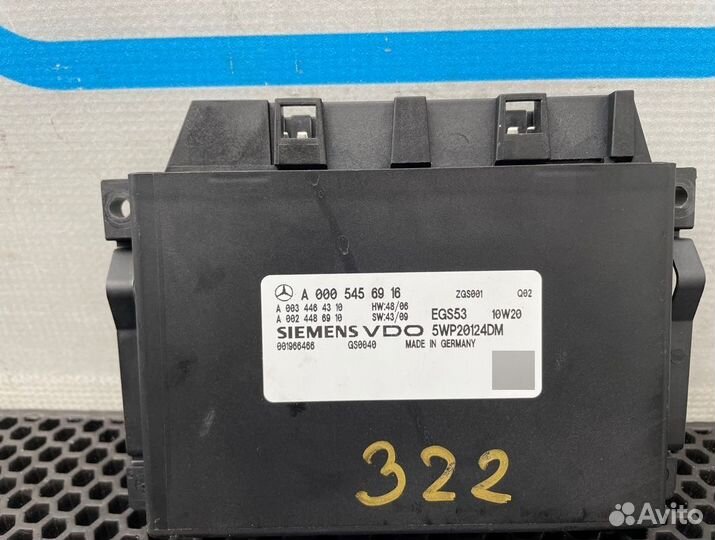 A 000 545 69 16 ZGS001 Q02
A 003 446 43 10 HW:48/06
A 002 448 69 10 SW:43/09 EGS53 10W20
SIEMENS VDO 5WP20124DM
001966466 GS0040 MADE IN GERMANY
322
Avito